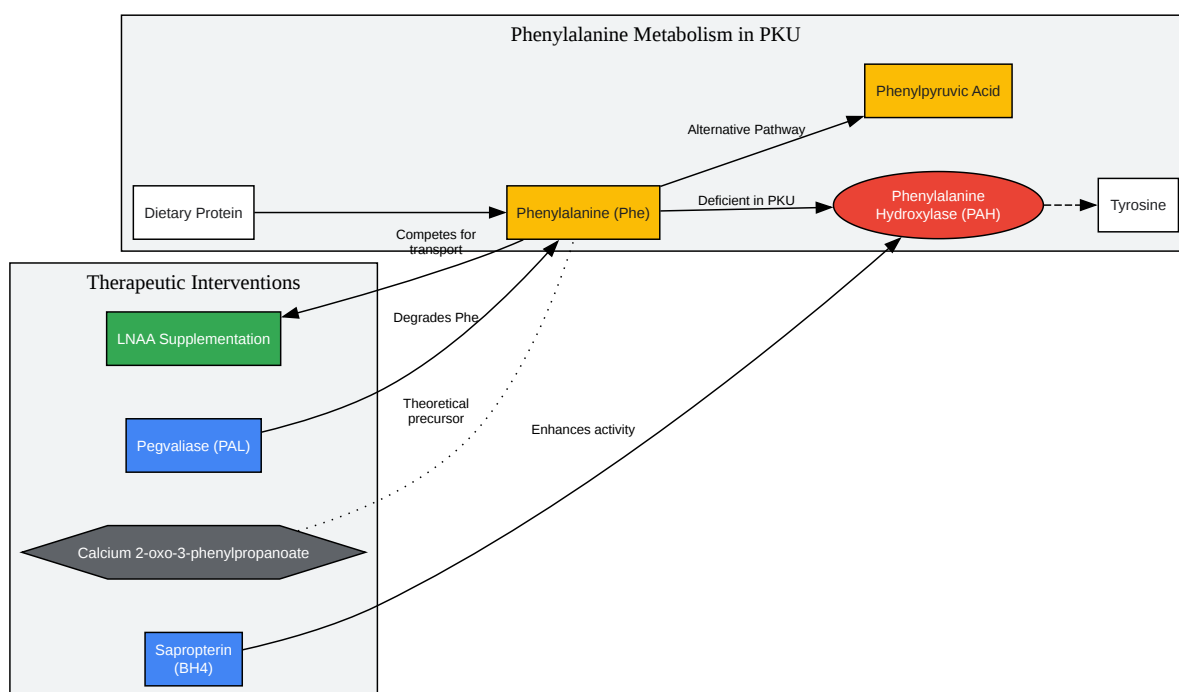 Phenylalanine Metabolism in PKU
Phenylpyruvic Acid
Alternative Pathway
Dietary Protein
Phenylalanine (Phe)
Deficient in PKU
Phenylalanine
Hydroxylase (PAH)
Tyrosine
Competes for
transport
Therapeutic Interventions
LNAA Supplementation
Degrades Phe
Theoretical
precursor
Enhances activity
Pegvaliase (PAL)
Calcium 2-oxo-3-phenylpropanoate
Sapropterin
(BH4)